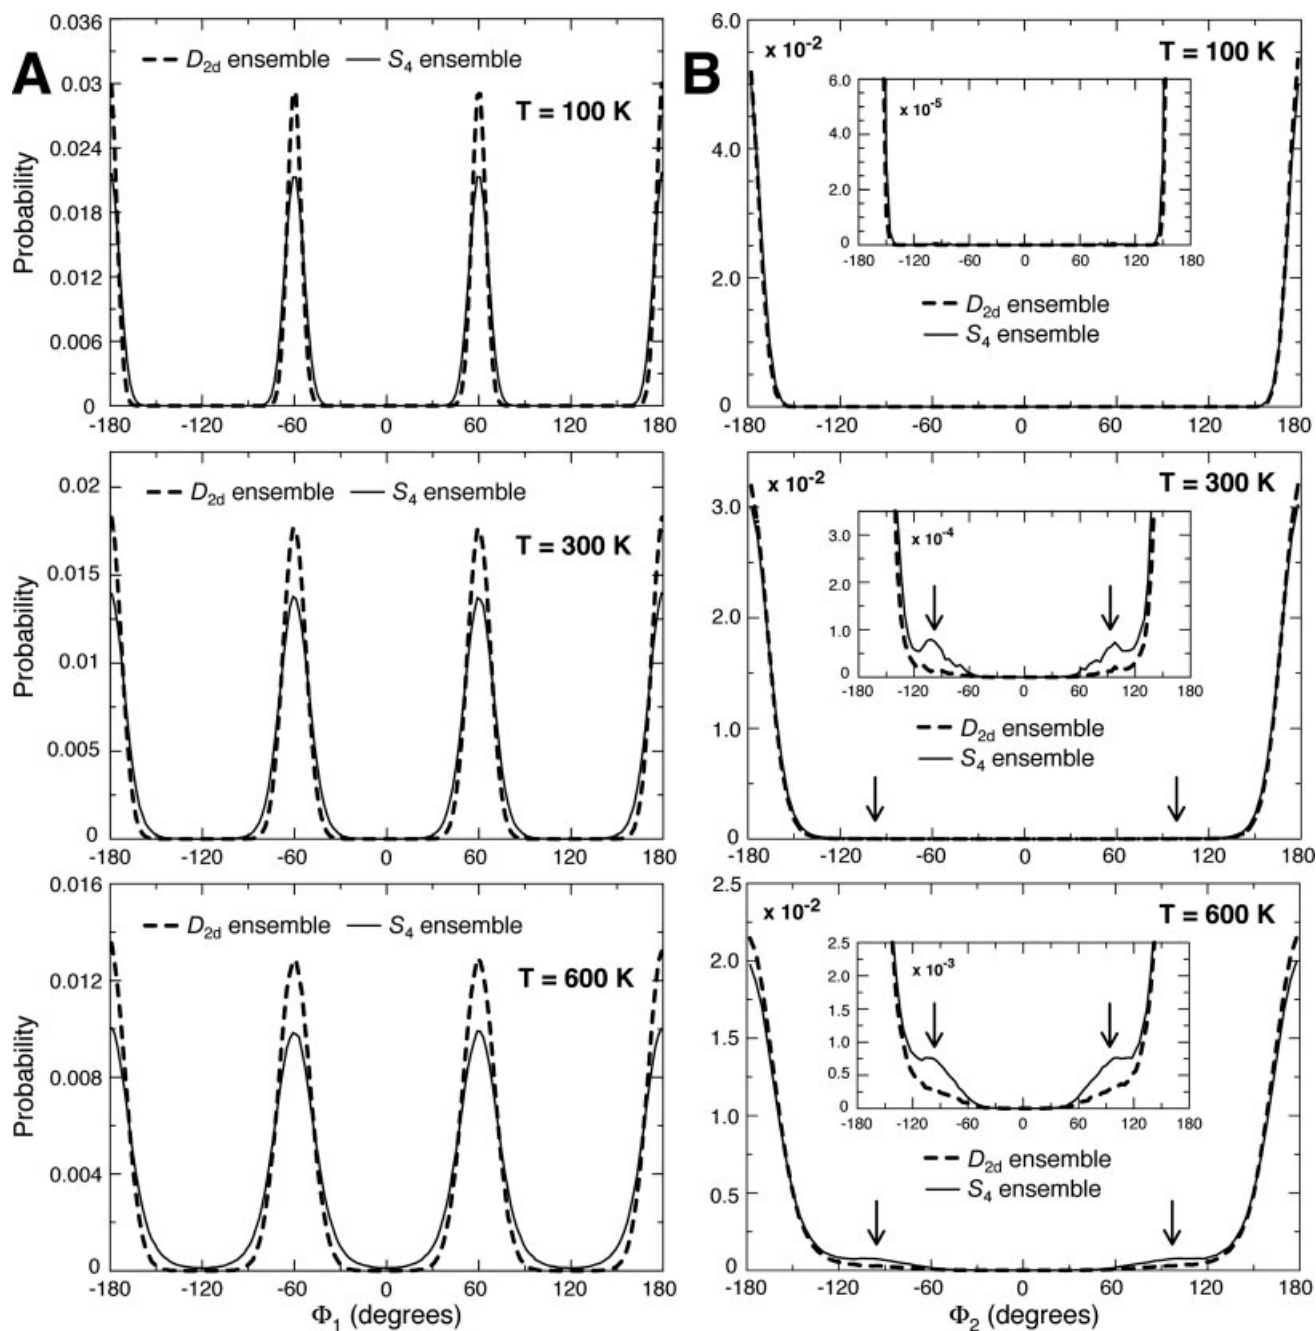 A
0.036
0.03
0.024
0.018
0.012
0.006
0
Probability
D2d ensemble
S4 ensemble
T = 100 K
-180 -120 -60 0 60 120 180
B
6.0
4.0
2.0
0
x 10-2
T = 100 K
6.0
4.0
2.0
0
x 10-5
-180 -120 -60 0 60 120 180
D2d ensemble
S4 ensemble
-180 -120 -60 0 60 120 180
0.02
0.015
0.01
0.005
0
Probability
D2d ensemble
S4 ensemble
T = 300 K
-180 -120 -60 0 60 120 180
3.0
2.0
1.0
0
x 10-2
T = 300 K
3.0
2.0
1.0
0
x 10-4
-180 -120 -60 0 60 120 180
D2d ensemble
S4 ensemble
-180 -120 -60 0 60 120 180
0.016
0.012
0.008
0.004
0
Probability
D2d ensemble
S4 ensemble
T = 600 K
-180 -120 -60 0 60 120 180
Φ1 (degrees)
2.5
2.0
1.5
1.0
0.5
0
x 10-2
T = 600 K
2.5
2.0
1.5
1.0
0.5
0
x 10-3
-180 -120 -60 0 60 120 180
D2d ensemble
S4 ensemble
-180 -120 -60 0 60 120 180
Φ2 (degrees)